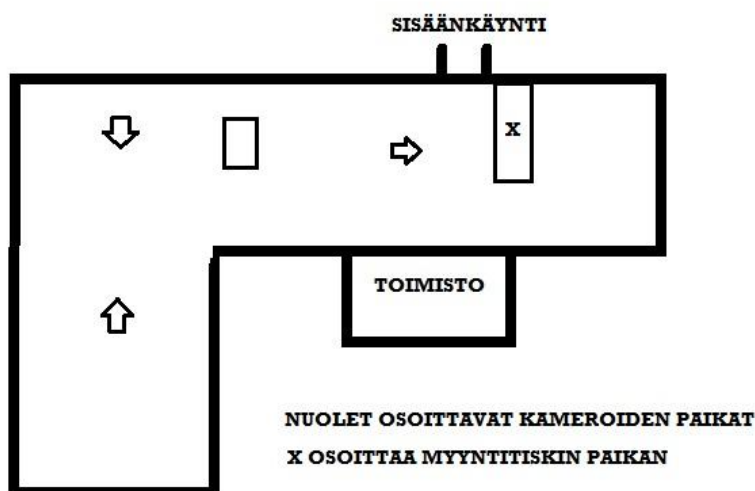 SISÄÄNKÄYNTI
X
TOIMISTO
NUOLET OSOITTAVAT KAMEROIDEN PAIKAT
X OSOITTAA MYYNTITISKIN PAIKAN